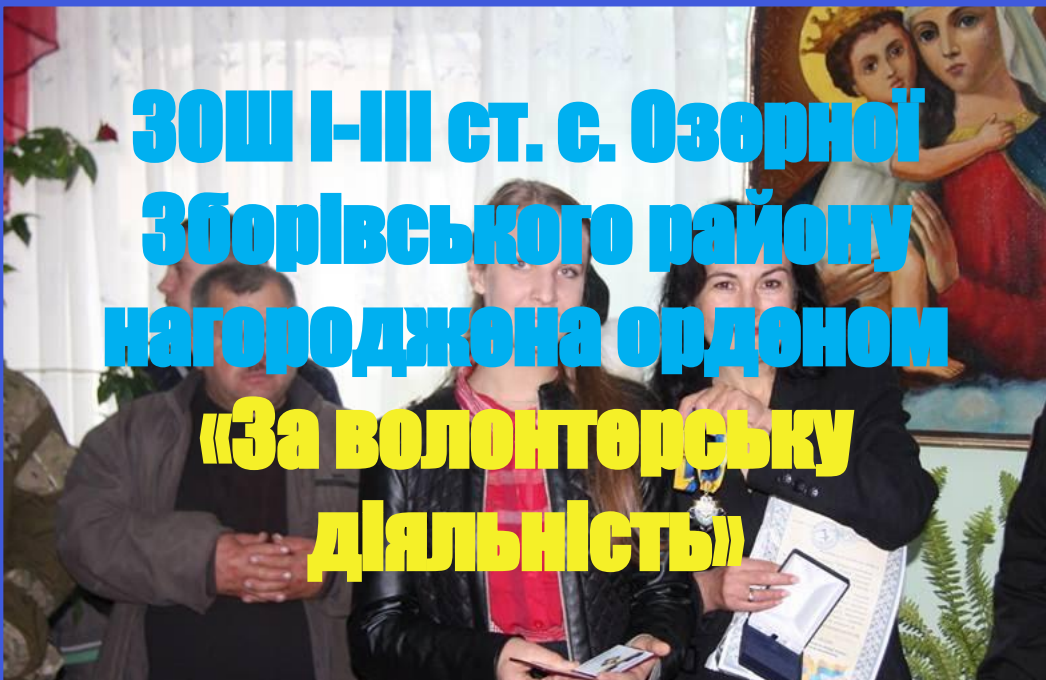 ЗОШ І-ІІІ ст. с. Озерної
Зборівського району
нагороджена орденом
«За волонтерську
діяльність»